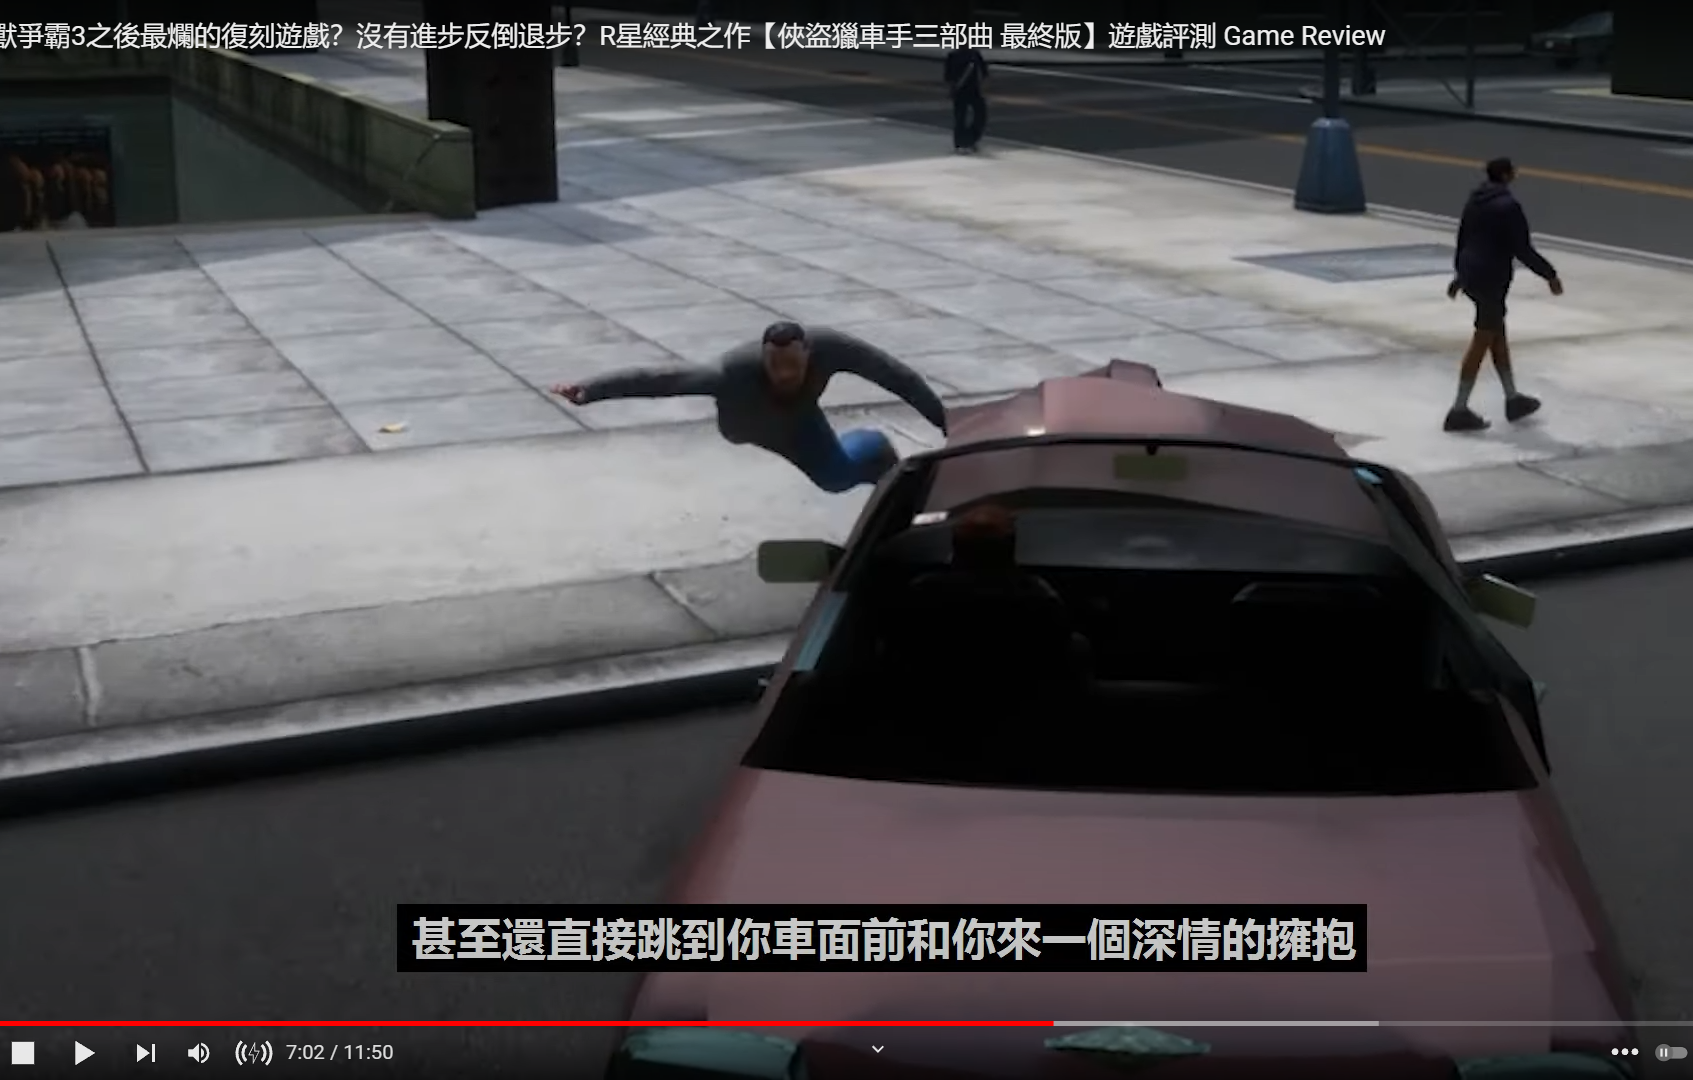 獸爭霸3之後最爛的復刻遊戲？沒有進步反倒退步？R星經典之作【俠盜獵車手三部曲 最終版】遊戲評測 Game Review
甚至還直接跳到你車面前和你來一個深情的擁抱
7:02 / 11:50